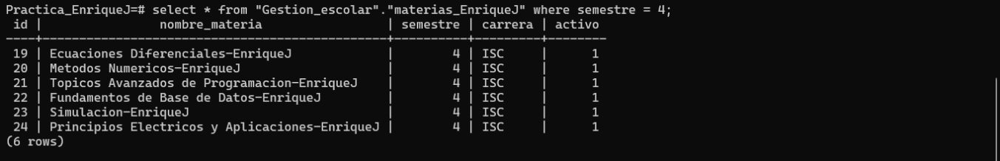 Practica_EnriqueJ=# select * from "Gestion_escolar"."materias_EnriqueJ" where semestre = 4;
 id |                nombre_materia                 | semestre | carrera | activo
----+-----------------------------------------------+----------+---------+--------
 19 | Ecuaciones Diferenciales-EnriqueJ             |        4 | ISC     |      1
 20 | Metodos Numericos-EnriqueJ                    |        4 | ISC     |      1
 21 | Topicos Avanzados de Programacion-EnriqueJ    |        4 | ISC     |      1
 22 | Fundamentos de Base de Datos-EnriqueJ         |        4 | ISC     |      1
 23 | Simulacion-EnriqueJ                           |        4 | ISC     |      1
 24 | Principios Electricos y Aplicaciones-EnriqueJ |        4 | ISC     |      1
(6 rows)